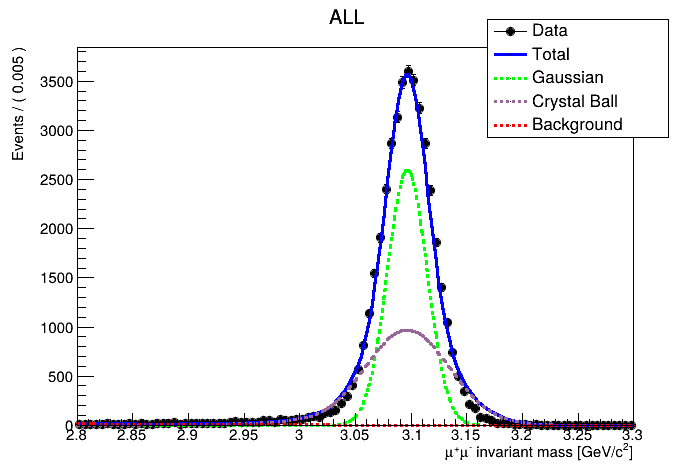 ALL
Data
Total
Gaussian
Crystal Ball
Background
Events / ( 0.005 )
3500
3000
2500
2000
1500
1000
500
0
2.8 2.85 2.9 2.95 3 3.05 3.1 3.15 3.2 3.25 3.3
μ⁺μ⁻ invariant mass [GeV/c²]